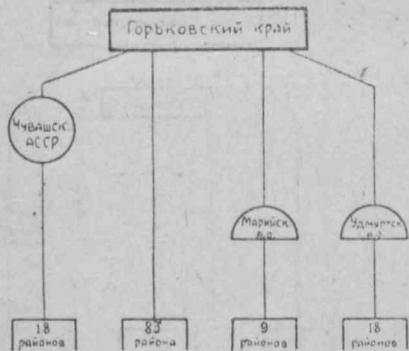 Горьковский край
Чувашск.
АССР
Марийск.
а.о.
Удмуртск.
а.о.
18
районов
83
района
9
районов
18
районов